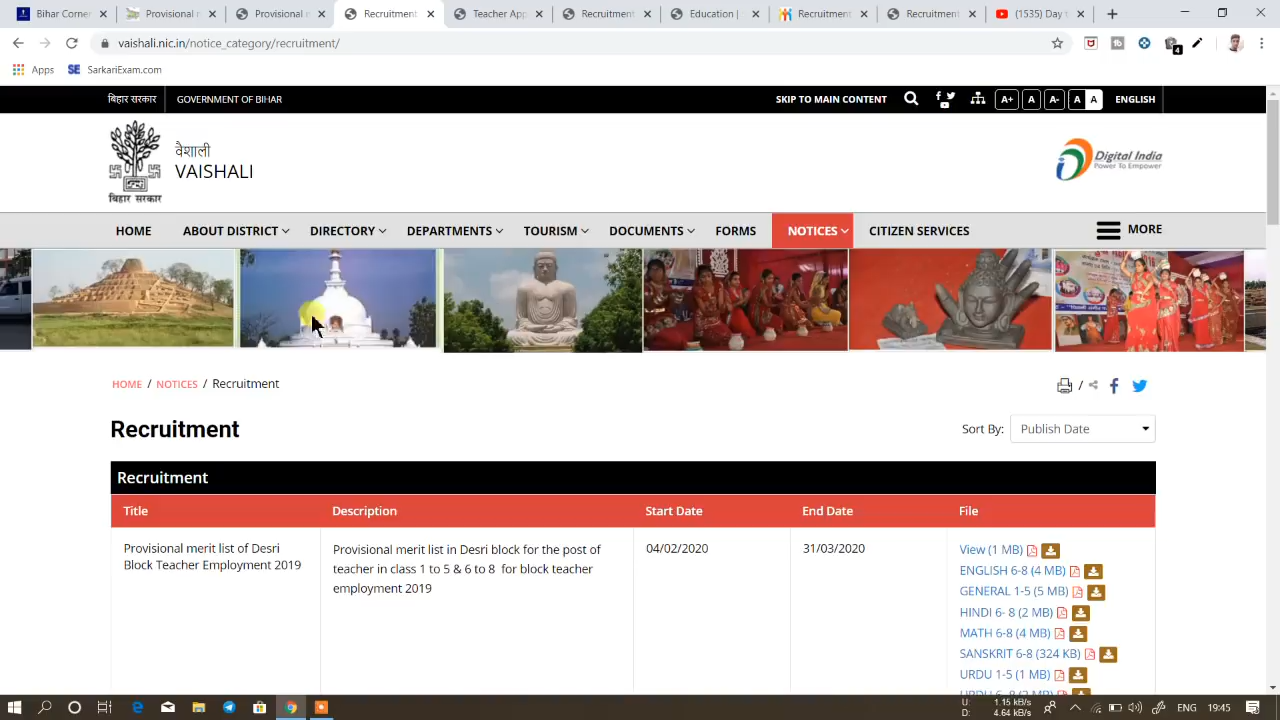 Bihar Corner
Provisional m
Provisional m
Recruitment
Teacher App
Recruitment
Education
Recruitment
Recruitment
(1535) Day
vaishali.nic.in/notice_category/recruitment/
4
Apps
SarkariExam.com
बिहार सरकार
GOVERNMENT OF BIHAR
SKIP TO MAIN CONTENT
A+ A A- A A
ENGLISH
वैशाली
VAISHALI
बिहार सरकार
Digital India
Power To Empower
HOME
ABOUT DISTRICT
DIRECTORY
DEPARTMENTS
TOURISM
DOCUMENTS
FORMS
NOTICES
CITIZEN SERVICES
MORE
HOME / NOTICES / Recruitment
Recruitment
Sort By: Publish Date
Recruitment
Title
Description
Start Date
End Date
File
Provisional merit list of Desri
Block Teacher Employment 2019
Provisional merit list in Desri block for the post of
teacher in class 1 to 5 & 6 to 8 for block teacher
employment 2019
04/02/2020
31/03/2020
View (1 MB)
ENGLISH 6-8 (4 MB)
GENERAL 1-5 (5 MB)
HINDI 6- 8 (2 MB)
MATH 6-8 (4 MB)
SANSKRIT 6-8 (324 KB)
URDU 1-5 (1 MB)
URDU 6- 8 (2 MB)
U: 1.15 kB/s
D: 4.64 kB/s
ENG
19:45